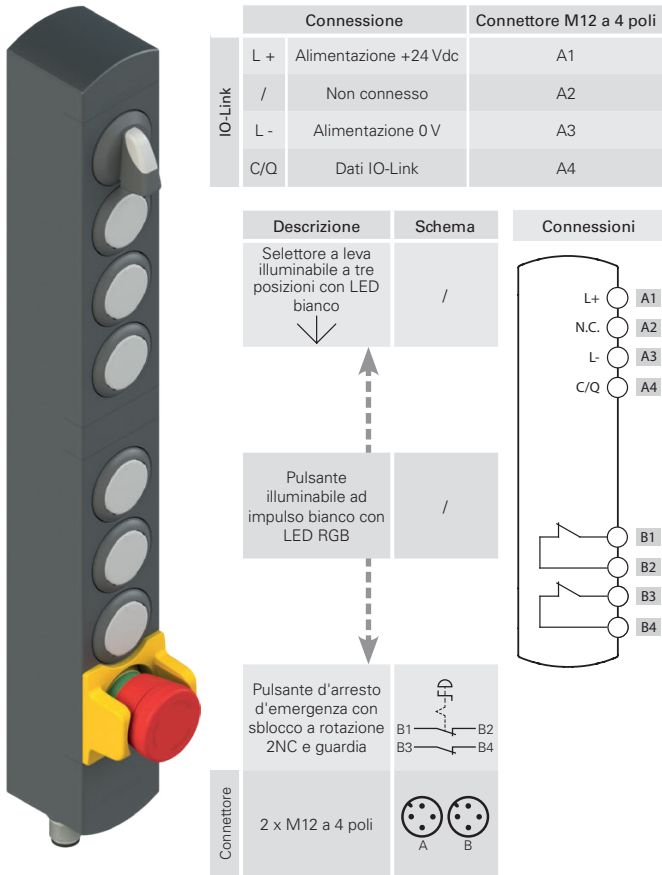 Connessione Connettore M12 a 4 poli
IO-Link
L + Alimentazione +24 Vdc A1
/ Non connesso A2
L - Alimentazione 0 V A3
C/Q Dati IO-Link A4
Descrizione Schema Connessioni
Selettore a leva
illuminabile a tre
posizioni con LED
bianco
/
L+ A1
N.C. A2
L- A3
C/Q A4
Pulsante
illuminabile ad
impulso bianco con
LED RGB
/
B1
B2
B3
B4
Pulsante d'arresto
d'emergenza con
sblocco a rotazione
2NC e guardia
B1 B2
B3 B4
Connettore
2 x M12 a 4 poli
A B